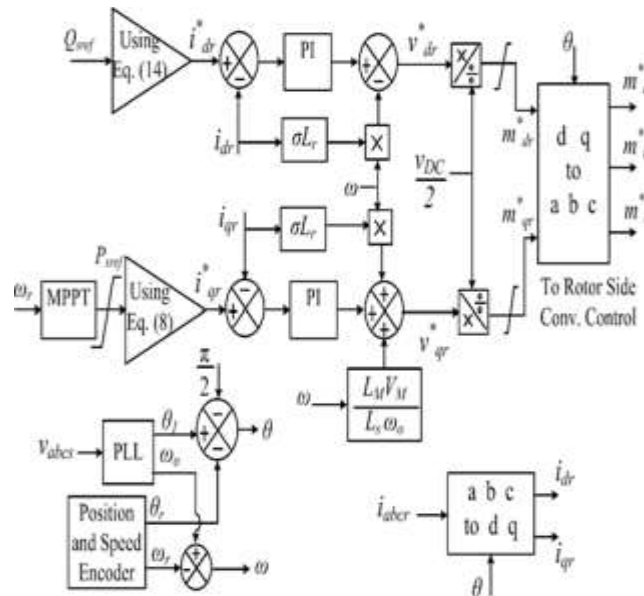 Q_sref
Using
Eq. (14)
i*_dr
PI
v*_dr
θ
i_dr
σL_r
X
m*_dr
d q
to
a b c
ω
v_DC
2
i_qr
σL_r
X
m*_qr
P_sref
ω_r
MPPT
Using
Eq. (8)
i*_qr
PI
v*_qr
To Rotor Side
Conv. Control
π
2
ω
L_M V_M
L_s ω_o
v_abcs
PLL
θ_1
ω_o
θ
Position
and Speed
Encoder
θ_r
ω_r
ω
i_abcr
a b c
to d q
i_dr
i_qr
θ